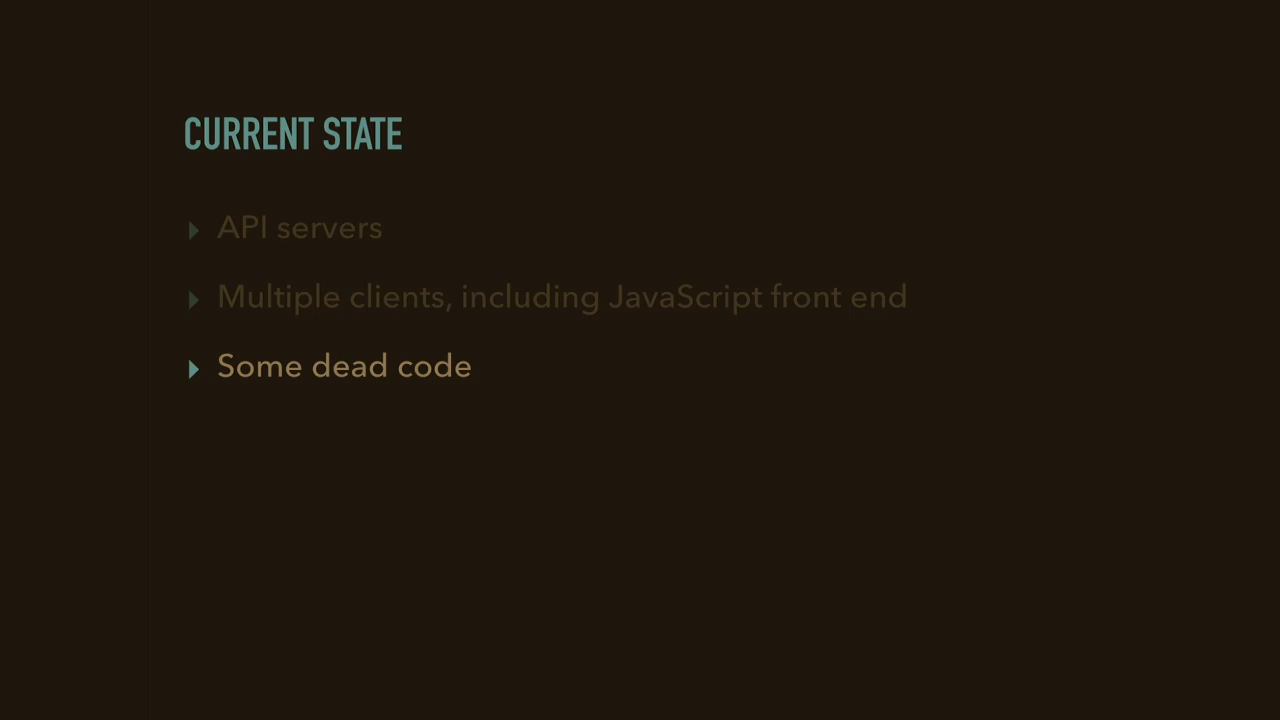 CURRENT STATE
API servers
Multiple clients, including JavaScript front end
Some dead code